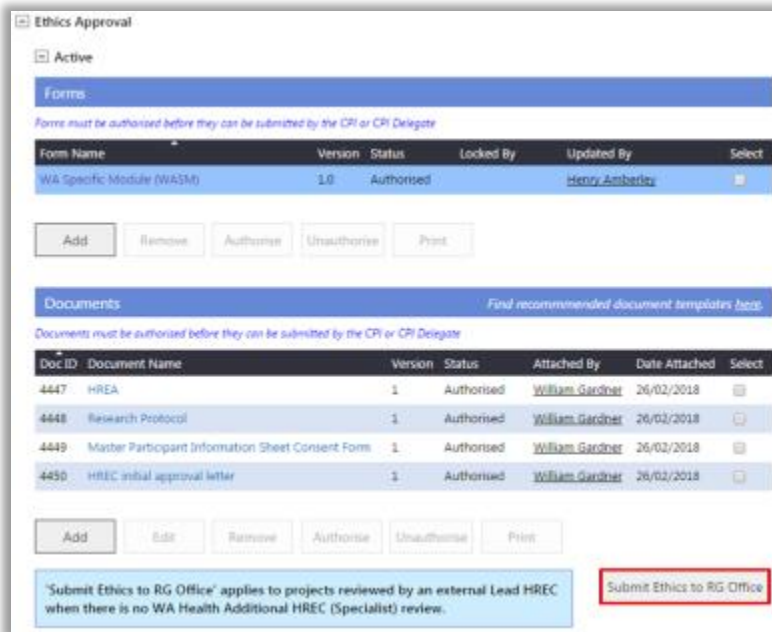 Ethics Approval
Active
Forms
Forms must be authorised before they can be submitted by the CPI or CPI Delegate
Form Name Version Status Locked By Updated By Select
WA Specific Module (WASM) 1.0 Authorised Henry Amberley
Add Remove Authorise Unauthorise Print
Documents Find recommmended document templates here.
Documents must be authorised before they can be submitted by the CPI or CPI Delegate
Doc ID Document Name Version Status Attached By Date Attached Select
4447 HREA 1 Authorised William Gardner 26/02/2018
4448 Research Protocol 1 Authorised William Gardner 26/02/2018
4449 Master Participant Information Sheet Consent Form 1 Authorised William Gardner 26/02/2018
4450 HREC initial approval letter 1 Authorised William Gardner 26/02/2018
Add Edit Remove Authorise Unauthorise Print
'Submit Ethics to RG Office' applies to projects reviewed by an external Lead HREC
when there is no WA Health Additional HREC (Specialist) review.
Submit Ethics to RG Office